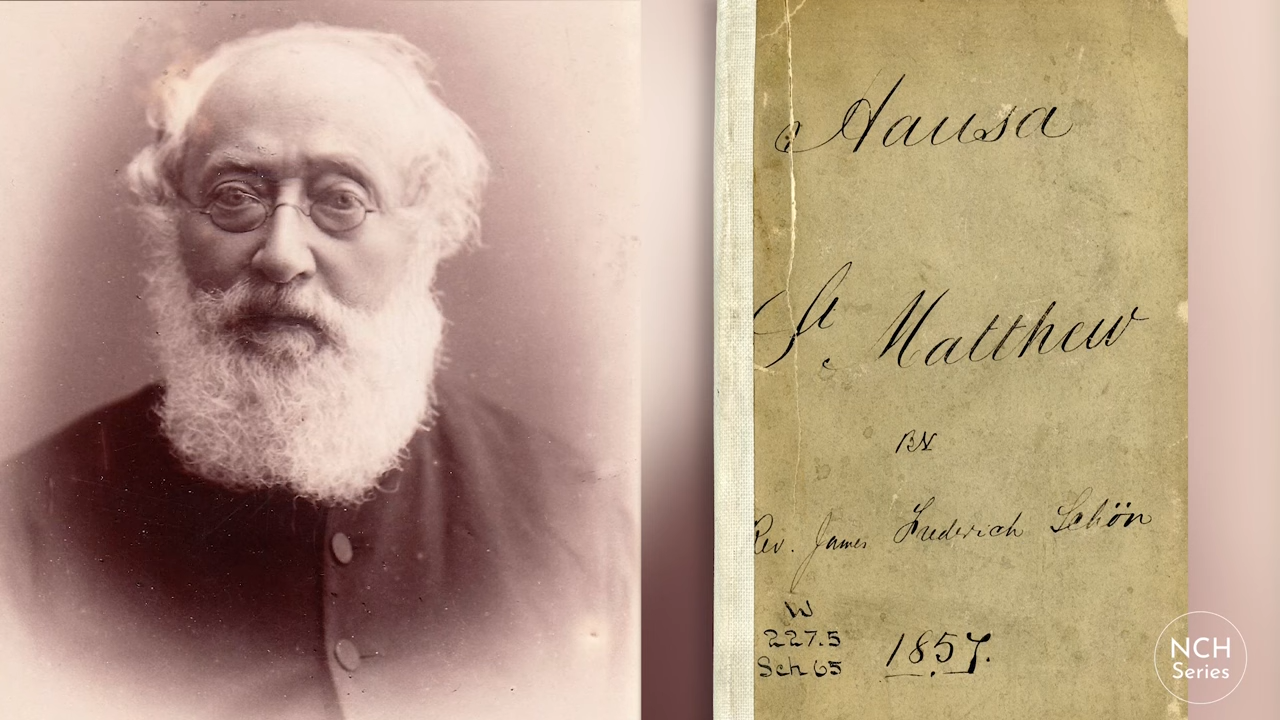 Hausa
St. Matthew
BY
Rev. James Frederich Schön
W
227.5
Sch 65
1857.
NCH
Series